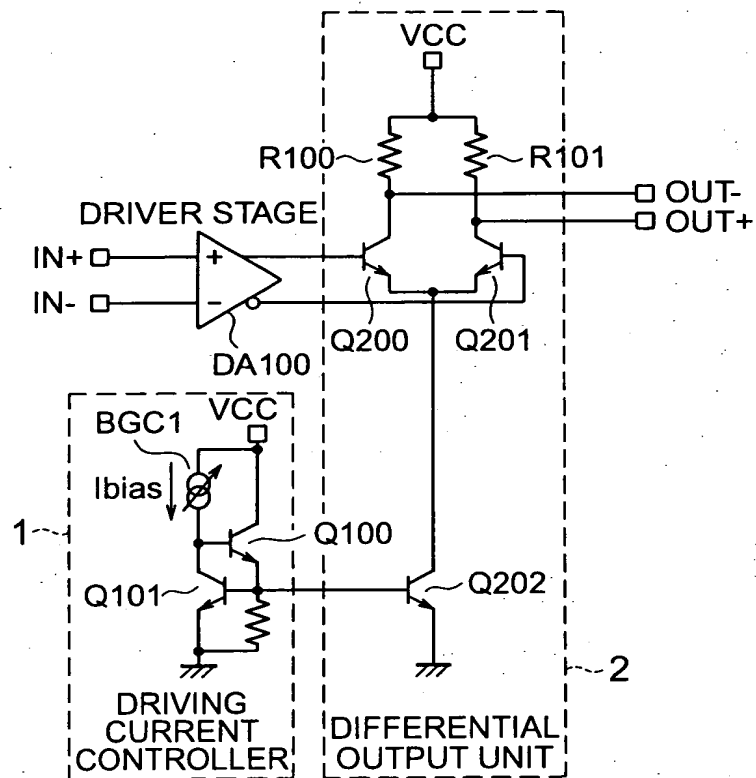 VCC
R100
R101
OUT-
OUT+
DRIVER STAGE
IN+
IN-
+
-
DA100
Q200
Q201
VCC
BGC1
Ibias
1
Q100
Q101
Q202
2
DRIVING
CURRENT
CONTROLLER
DIFFERENTIAL
OUTPUT UNIT